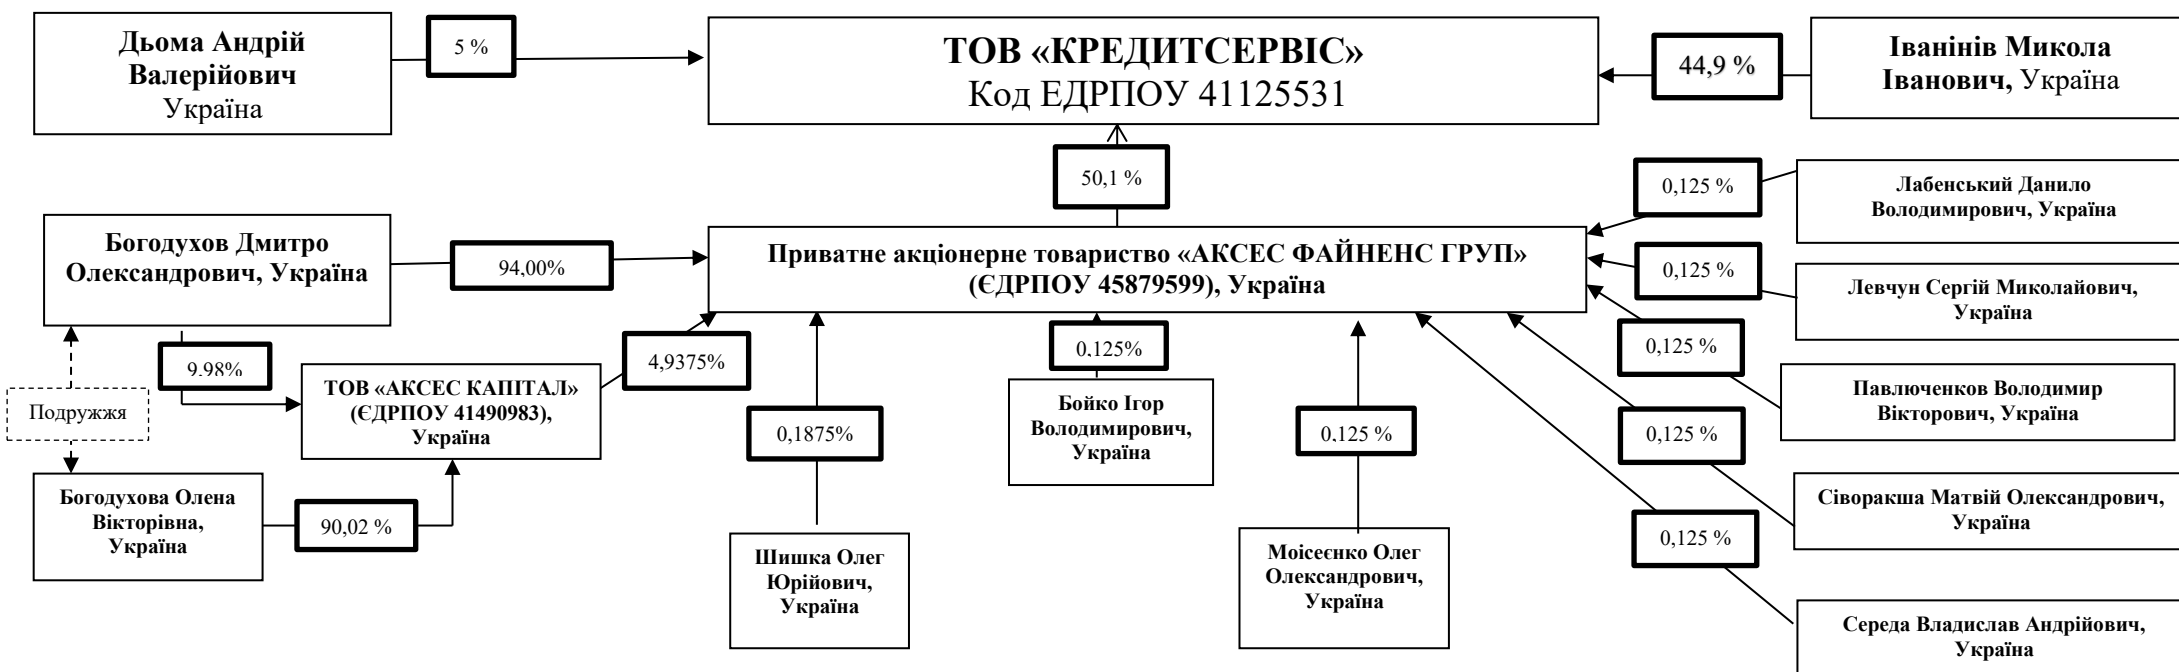 Дьома Андрій
Валерійович
Україна
5 %
ТОВ «КРЕДИТСЕРВІС»
Код ЕДРПОУ 41125531
44,9 %
Іванінів Микола
Іванович, Україна
50,1 %
0,125 %
Лабенський Данило
Володимирович, Україна
Богодухов Дмитро
Олександрович, Україна
94,00%
Приватне акціонерне товариство «АКСЕС ФАЙНЕНС ГРУП»
(ЄДРПОУ 45879599), Україна
0,125 %
Левчун Сергій Миколайович,
Україна
9.98%
4,9375%
0,125%
0,125 %
Павлюченков Володимир
Вікторович, Україна
Подружжя
ТОВ «АКСЕС КАПІТАЛ»
(ЄДРПОУ 41490983),
Україна
0,1875%
Бойко Ігор
Володимирович,
Україна
0,125 %
0,125 %
Сіворакша Матвій Олександрович,
Україна
Богодухова Олена
Вікторівна,
Україна
90,02 %
Шишка Олег
Юрійович,
Україна
Моісеєнко Олег
Олександрович,
Україна
0,125 %
Середа Владислав Андрійович,
Україна